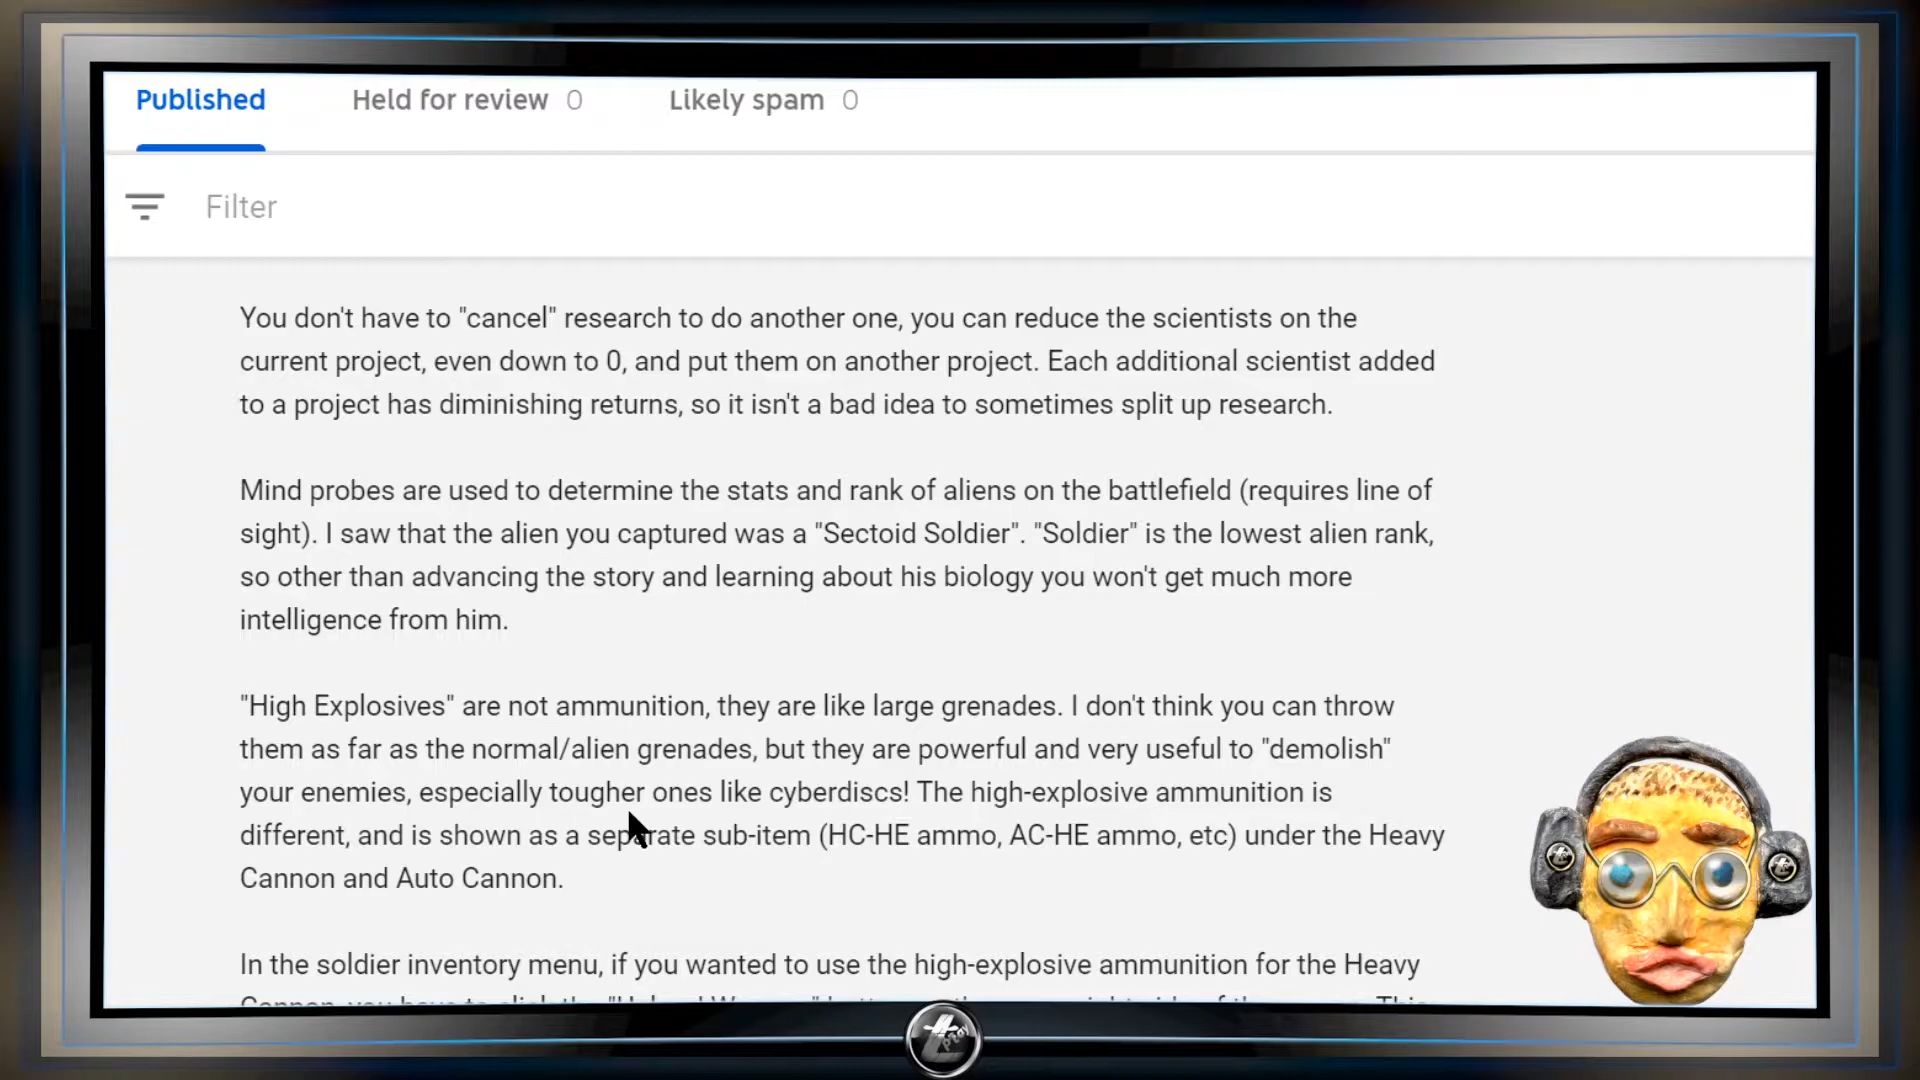 Published Held for review 0 Likely spam 0
Filter
You don't have to "cancel" research to do another one, you can reduce the scientists on the
current project, even down to 0, and put them on another project. Each additional scientist added
to a project has diminishing returns, so it isn't a bad idea to sometimes split up research.
Mind probes are used to determine the stats and rank of aliens on the battlefield (requires line of
sight). I saw that the alien you captured was a "Sectoid Soldier". "Soldier" is the lowest alien rank,
so other than advancing the story and learning about his biology you won't get much more
intelligence from him.
"High Explosives" are not ammunition, they are like large grenades. I don't think you can throw
them as far as the normal/alien grenades, but they are powerful and very useful to "demolish"
your enemies, especially tougher ones like cyberdiscs! The high-explosive ammunition is
different, and is shown as a separate sub-item (HC-HE ammo, AC-HE ammo, etc) under the Heavy
Cannon and Auto Cannon.
In the soldier inventory menu, if you wanted to use the high-explosive ammunition for the Heavy